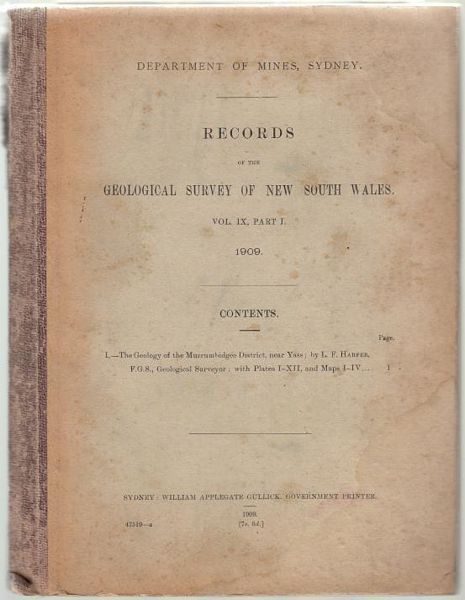 DEPARTMENT OF MINES, SYDNEY.
RECORDS
OF THE
GEOLOGICAL SURVEY OF NEW SOUTH WALES.
VOL. IX, PART I.
1909.
CONTENTS.
Page.
I.—The Geology of the Murrumbidgee District, near Yass; by L. F. HARPER,
F.G.S., Geological Surveyor: with Plates I-XII, and Maps I-IV... 1
SYDNEY: WILLIAM APPLEGATE GULLICK, GOVERNMENT PRINTER.
1909.
47519—a [7s. 6d.]